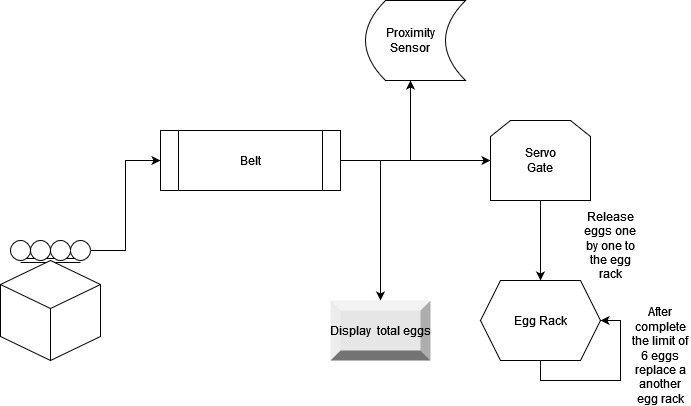 Proximity
Sensor
Belt
Servo
Gate
Release
eggs one
by one to
the egg
rack
Display total eggs
Egg Rack
After
complete
the limit of
6 eggs
replace a
another
egg rack